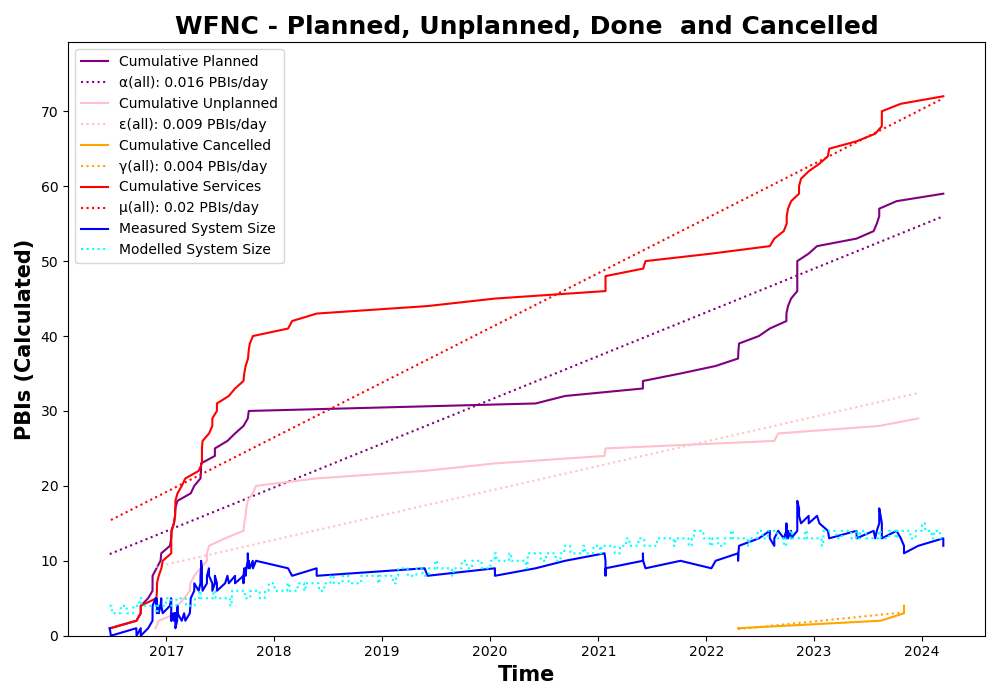 WFNC - Planned, Unplanned, Done  and Cancelled
Cumulative Planned
α(all): 0.016 PBIs/day
Cumulative Unplanned
ε(all): 0.009 PBIs/day
Cumulative Cancelled
γ(all): 0.004 PBIs/day
Cumulative Services
μ(all): 0.02 PBIs/day
Measured System Size
Modelled System Size
PBIs (Calculated)
70
60
50
40
30
20
10
0
2017 2018 2019 2020 2021 2022 2023 2024
Time